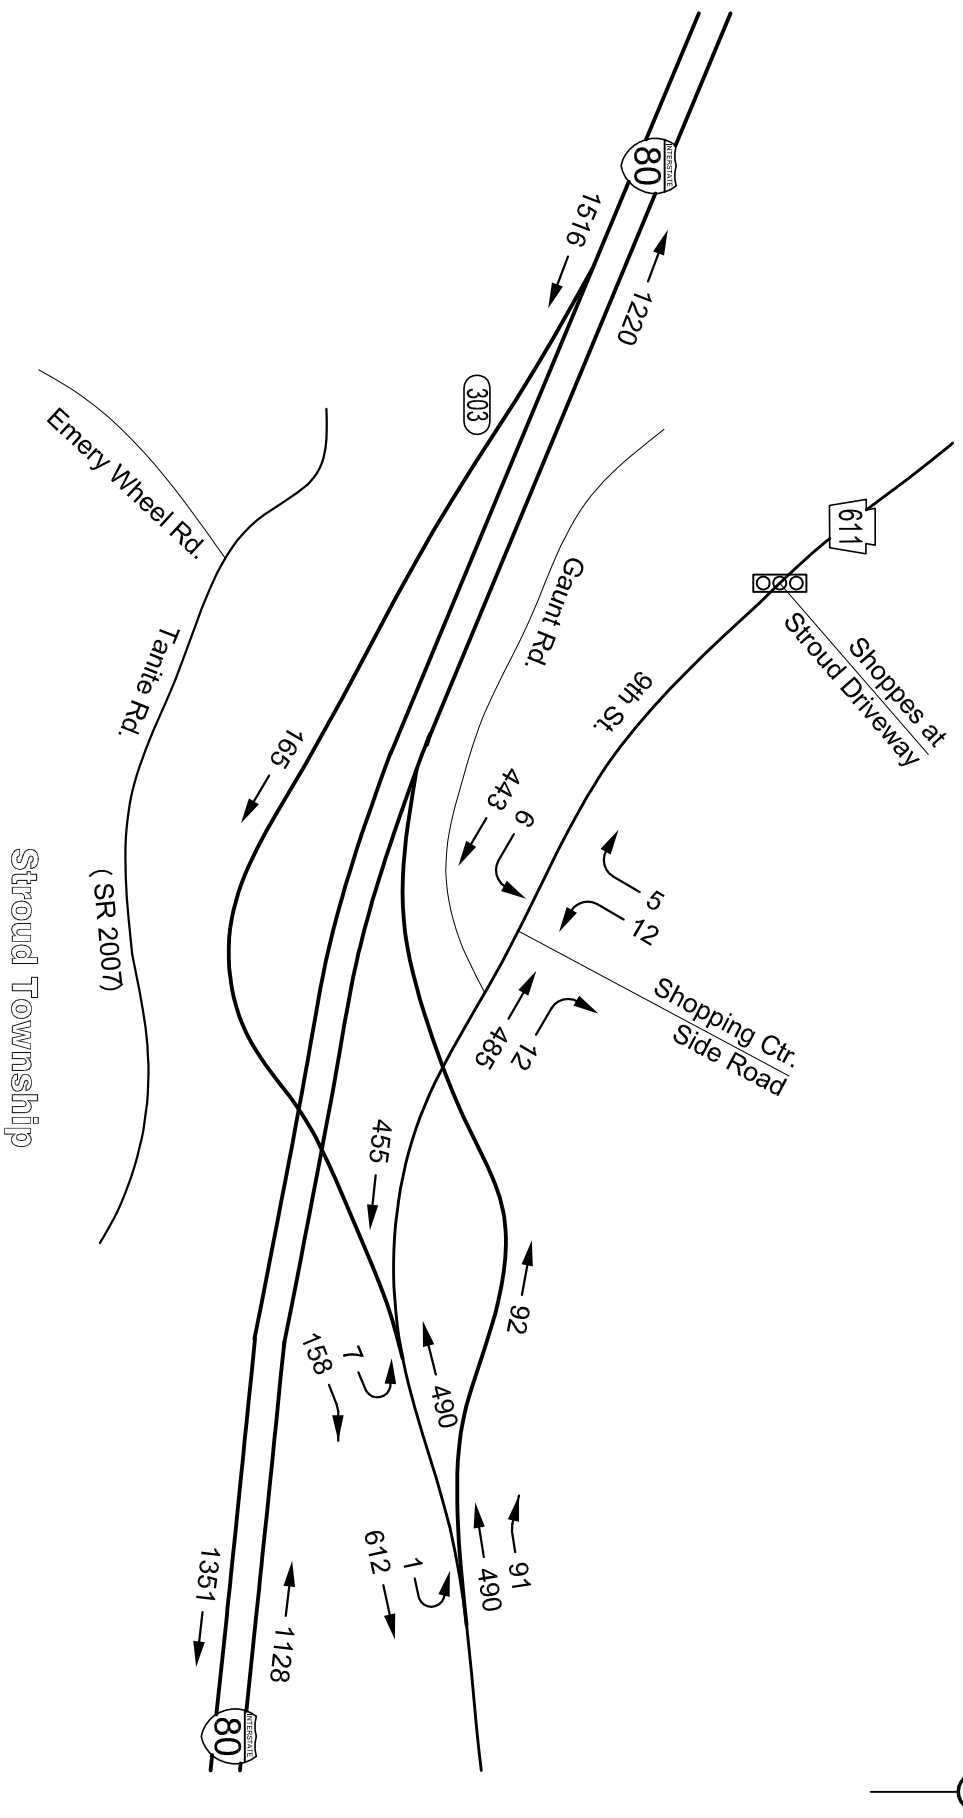 INTERSTATE
80
1516
1220
303
611
Emery Wheel Rd.
Gaunt Rd.
Shoppes at
Stroud Driveway
9th St.
Tanite Rd.
( SR 2007)
165
443
6
5
12
Shopping Ctr.
Side Road
12
485
Stroud Township
455
92
7
158
490
91
490
1
612
1351
1128
INTERSTATE
80